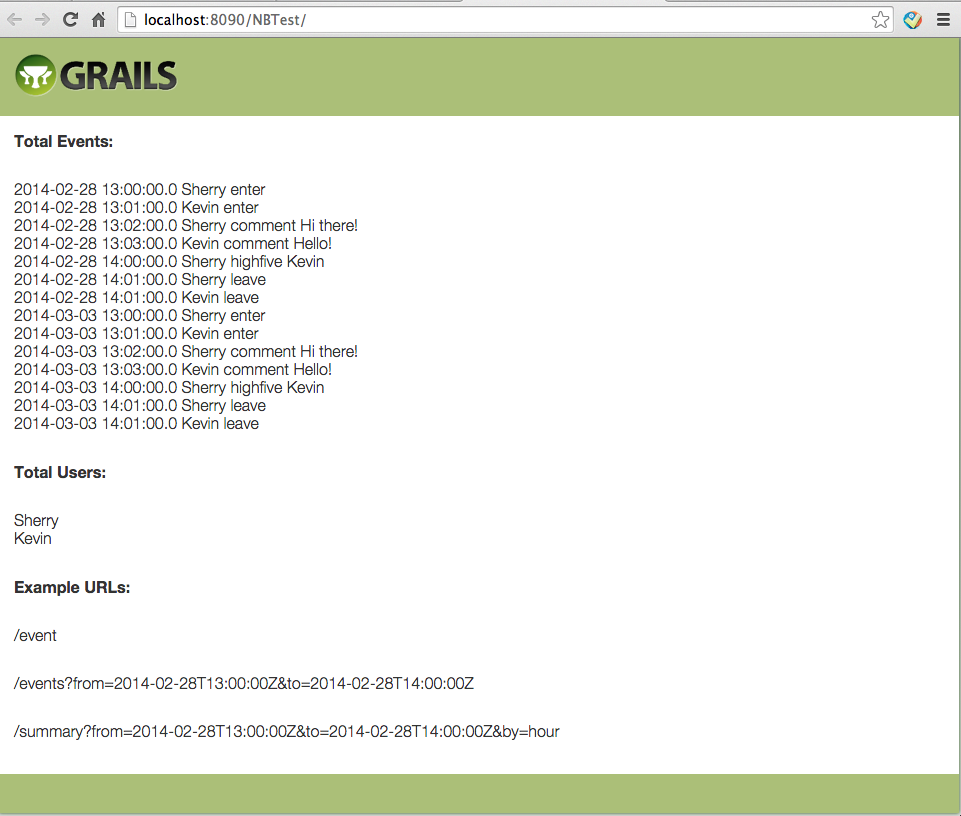 localhost:8090/NBTest/
GRAILS
Total Events:
2014-02-28 13:00:00.0 Sherry enter
2014-02-28 13:01:00.0 Kevin enter
2014-02-28 13:02:00.0 Sherry comment Hi there!
2014-02-28 13:03:00.0 Kevin comment Hello!
2014-02-28 14:00:00.0 Sherry highfive Kevin
2014-02-28 14:01:00.0 Sherry leave
2014-02-28 14:01:00.0 Kevin leave
2014-03-03 13:00:00.0 Sherry enter
2014-03-03 13:01:00.0 Kevin enter
2014-03-03 13:02:00.0 Sherry comment Hi there!
2014-03-03 13:03:00.0 Kevin comment Hello!
2014-03-03 14:00:00.0 Sherry highfive Kevin
2014-03-03 14:01:00.0 Sherry leave
2014-03-03 14:01:00.0 Kevin leave
Total Users:
Sherry
Kevin
Example URLs:
/event
/events?from=2014-02-28T13:00:00Z&to=2014-02-28T14:00:00Z
/summary?from=2014-02-28T13:00:00Z&to=2014-02-28T14:00:00Z&by=hour